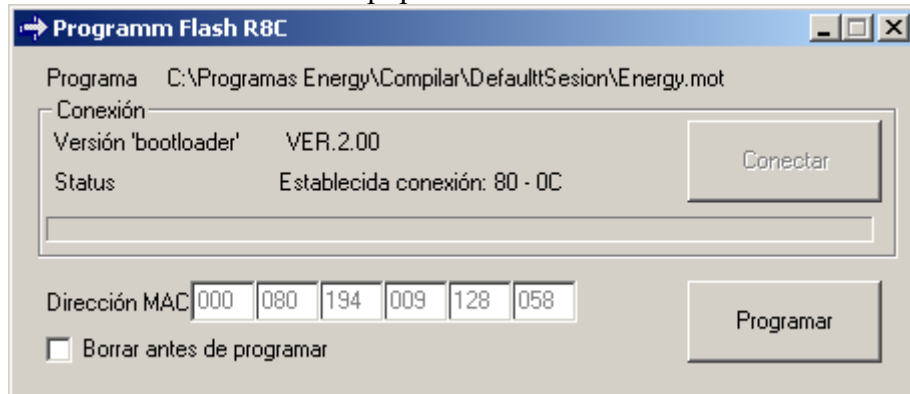 Programm Flash R8C
Programa C:\Programas Energy\Compilar\DefaulttSesion\Energy.mot
Conexión
Versión 'bootloader' VER.2.00
Conectar
Status Establecida conexión: 80 - 0C
Dirección MAC 000 080 194 009 128 058
Programar
Borrar antes de programar